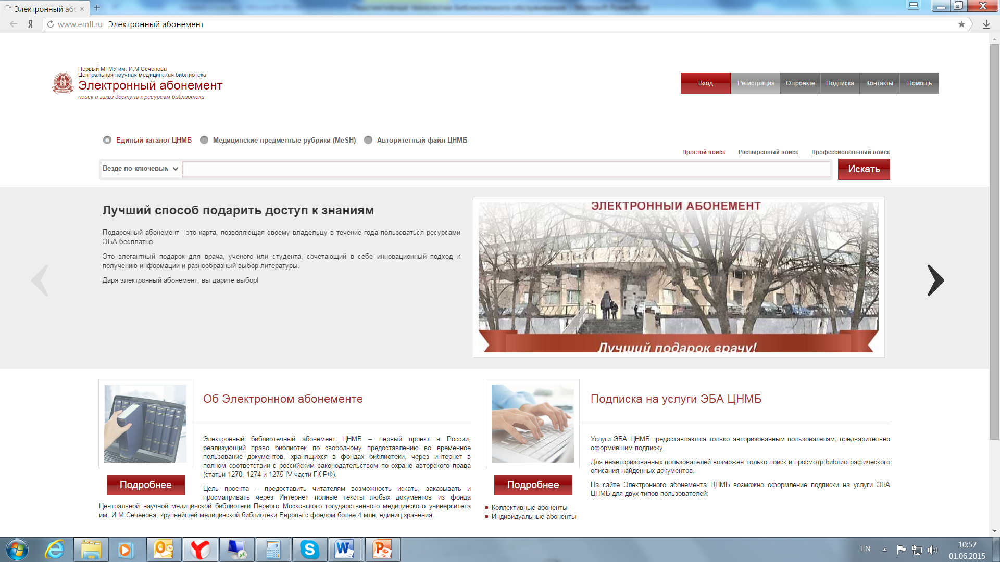 Электронный або
www.emll.ru Электронный абонемент
Первый МГМУ им. И.М.Сеченова
Центральная научная медицинская библиотека
Электронный абонемент
поиск и заказ доступа к ресурсам библиотеки
Вход
Регистрация
О проекте
Подписка
Контакты
Помощь
Единый каталог ЦНМБ
Медицинские предметные рубрики (MeSH)
Авторитетный файл ЦНМБ
Простой поиск
Расширенный поиск
Профессиональный поиск
Везде по ключевым
Искать
Лучший способ подарить доступ к знаниям
Подарочный абонемент - это карта, позволяющая своему владельцу в течение года пользоваться ресурсами
ЭБА бесплатно.
Это элегантный подарок для врача, ученого или студента, сочетающий в себе инновационный подход к
получению информации и разнообразный выбор литературы.
Даря электронный абонемент, вы дарите выбор!
ЭЛЕКТРОННЫЙ АБОНЕМЕНТ
Лучший подарок врачу!
Об Электронном абонементе
Электронный библиотечный абонемент ЦНМБ – первый проект в России,
реализующий право библиотек по свободному предоставлению во временное
пользование документов, хранящихся в фондах библиотеки, через интернет в
полном соответствии с российским законодательством по охране авторского права
(статьи 1270, 1274 и 1275 IV части ГК РФ).
Подробнее
Цель проекта – предоставить читателям возможность искать, заказывать и
просматривать через Интернет полные тексты любых документов из фонда
Центральной научной медицинской библиотеки Первого Московского государственного медицинского университета
им. И.М.Сеченова, крупнейшей медицинской библиотеки Европы с фондом более 4 млн. единиц хранения.
Подписка на услуги ЭБА ЦНМБ
Услуги ЭБА ЦНМБ предоставляются только авторизованным пользователям, предварительно
оформившим подписку.
Для неавторизованных пользователей возможен только поиск и просмотр библиографического
описания найденных документов.
Подробнее
На сайте Электронного абонемента ЦНМБ возможно оформление подписки на услуги ЭБА
ЦНМБ для двух типов пользователей:
Коллективные абоненты
Индивидуальные абоненты
EN
10:57
01.06.2015